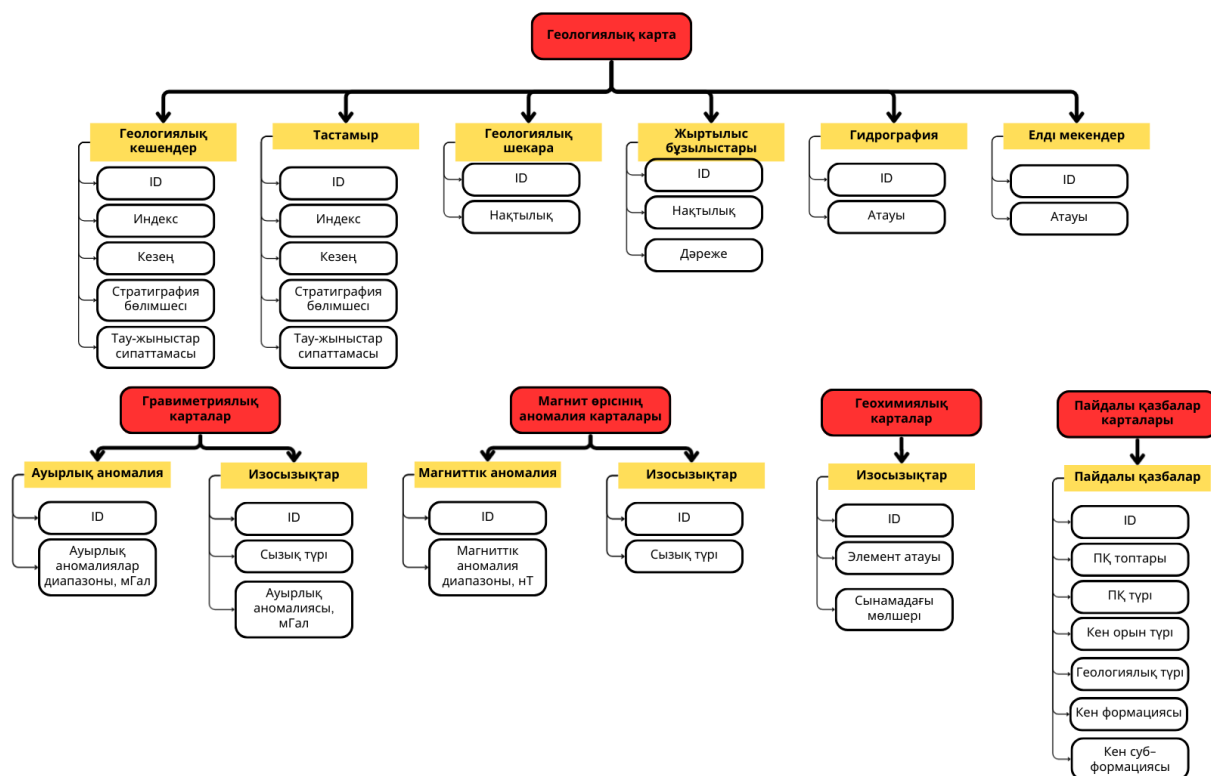 Геологиялық карта
Геологиялық
кешендер
ID
Индекс
Кезең
Стратиграфия
бөлімшесі
Тау-жыныстар
сипаттамасы
Тастамыр
ID
Индекс
Кезең
Стратиграфия
бөлімшесі
Тау-жыныстар
сипаттамасы
Геологиялық
шекара
ID
Нақтылық
Жыртылыс
бұзылыстары
ID
Нақтылық
Дәреже
Гидрография
ID
Атауы
Елді мекендер
ID
Атауы
Гравиметриялық
карталар
Ауырлық аномалия
ID
Ауырлық
аномалиялар
диапазоны, мГал
Изосызықтар
ID
Сызық түрі
Ауырлық
аномалиясы,
мГал
Магнит өрісінің
аномалия карталары
Магниттік аномалия
ID
Магниттік
аномалия
диапазоны, нТ
Изосызықтар
ID
Сызық түрі
Геохимиялық
карталар
Изосызықтар
ID
Элемент атауы
Сынамадағы
мөлшері
Пайдалы қазбалар
карталары
Пайдалы қазбалар
ID
ПҚ топтары
ПҚ түрі
Кен орын түрі
Геологиялық түрі
Кен формациясы
Кен суб–
формациясы